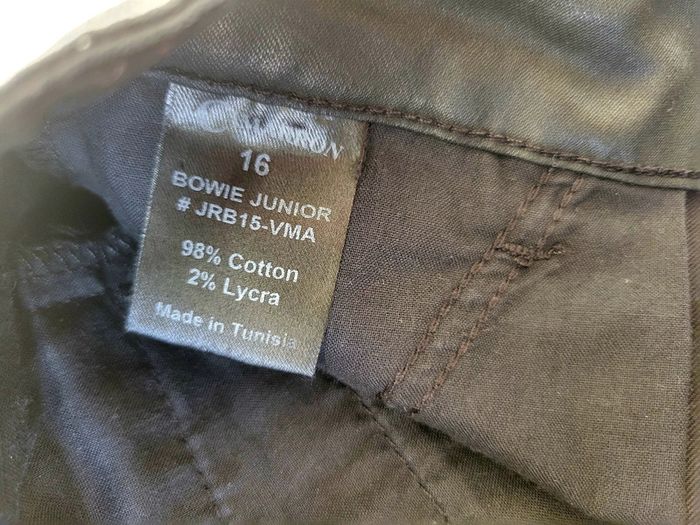 16
BOWIE JUNIOR
# JRB15-VMA
98% Cotton
2% Lycra
Made in Tunisia